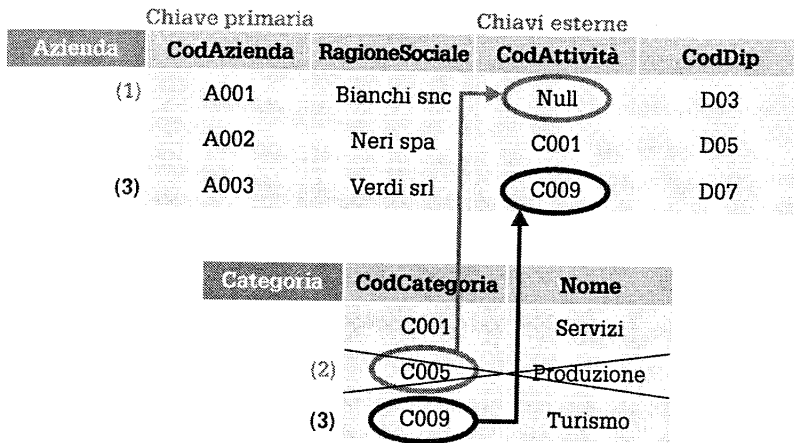 Chiave primaria Chiavi esterne
Azienda CodAzienda RagioneSociale CodAttività CodDip
(1) A001 Bianchi snc Null D03
A002 Neri spa C001 D05
(3) A003 Verdi srl C009 D07
Categoria CodCategoria Nome
C001 Servizi
(2) C005 Produzione
(3) C009 Turismo